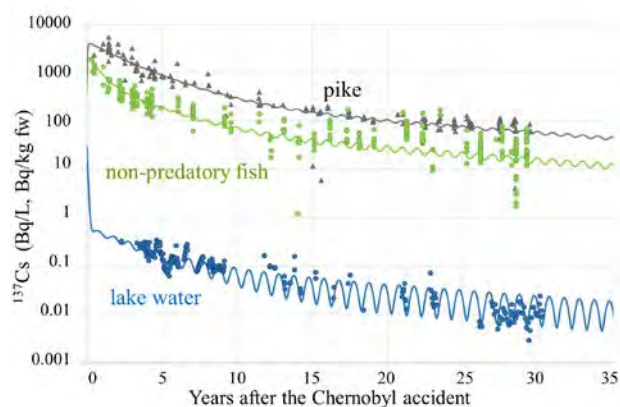 10000
1000
100
10
1
0.1
0.01
0.001
¹³⁷Cs (Bq/L, Bq/kg fw)
pike
non-predatory fish
lake water
0 5 10 15 20 25 30 35
Years after the Chernobyl accident